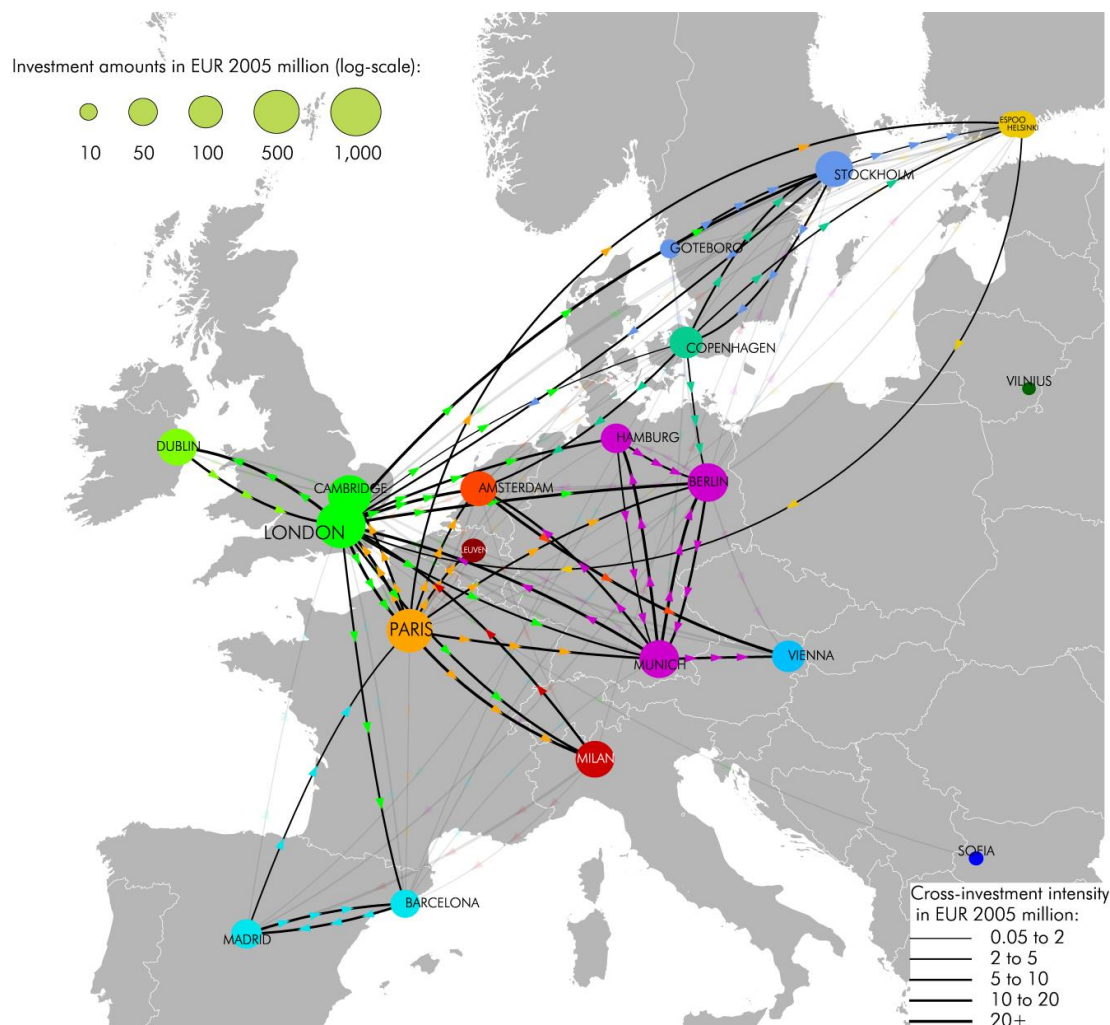 Investment amounts in EUR 2005 million (log-scale):
10 50 100 500 1,000
ESPOO
HELSINKI
STOCKHOLM
GOTEBORG
COPENHAGEN
VILNIUS
HAMBURG
DUBLIN
CAMBRIDGE
AMSTERDAM
BERLIN
LONDON
LEUVEN
PARIS
MUNICH
VIENNA
MILAN
SOFIA
BARCELONA
MADRID
Cross-investment intensity
in EUR 2005 million:
0.05 to 2
2 to 5
5 to 10
10 to 20
20+